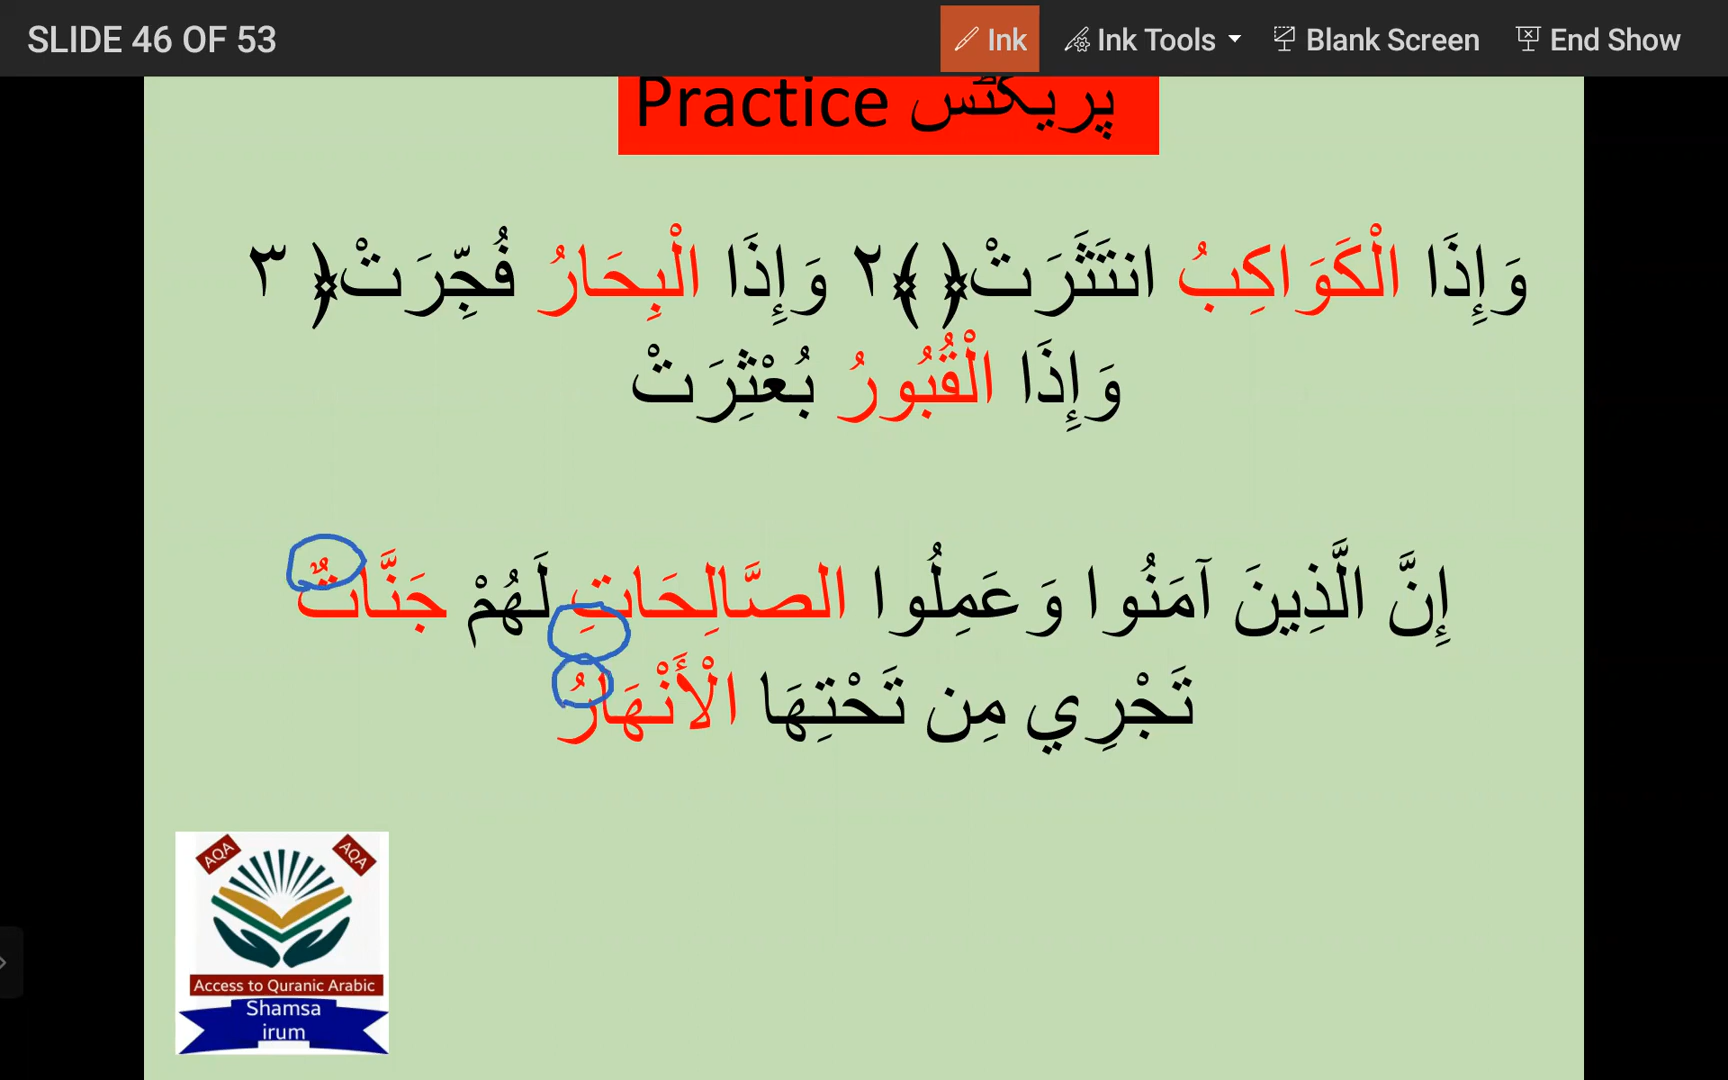 SLIDE 46 OF 53
Ink
Ink Tools
Blank Screen
End Show
Practice پریکٹس
وَإِذَا الْكَوَاكِبُ انتَثَرَتْ ﴿٢﴾ وَإِذَا الْبِحَارُ فُجِّرَتْ ﴿٣
وَإِذَا الْقُبُورُ بُعْثِرَتْ
إِنَّ الَّذِينَ آمَنُوا وَعَمِلُوا الصَّالِحَاتِ لَهُمْ جَنَّاتٌ
تَجْرِي مِن تَحْتِهَا الْأَنْهَارُ
AQA
AQA
Access to Quranic Arabic
Shamsa
irum